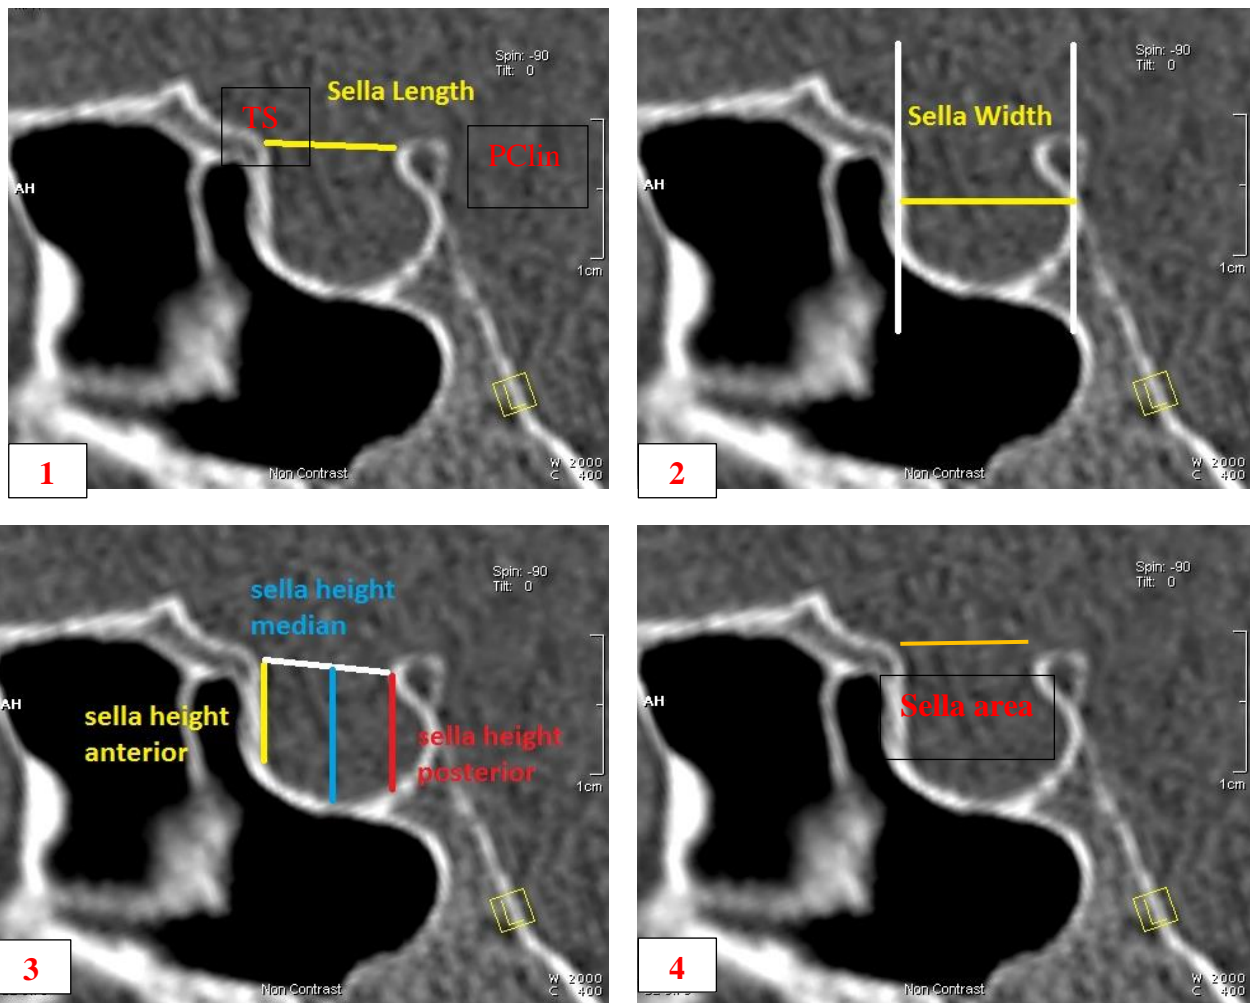 Spin: -90
Tilt: 0
Sella Length
TS
PClin
AH
1cm
1
Non Contrast
W 2000
C 400
Spin: -90
Tilt: 0
Sella Width
AH
1cm
2
Non Contrast
W 2000
C 400
Spin: -90
Tilt: 0
sella height
median
AH
sella height
anterior
sella height
posterior
1cm
3
Non Contrast
W 2000
C 400
Spin: -90
Tilt: 0
AH
Sella area
1cm
4
Non Contrast
W 2000
C 400